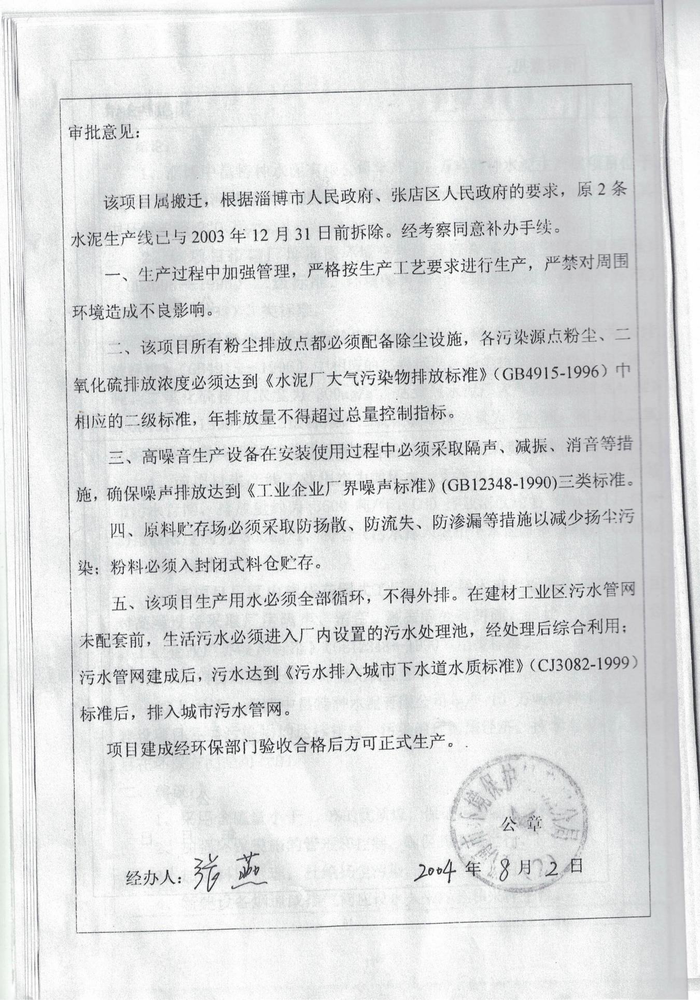 审批意见：
该项目属搬迁，根据淄博市人民政府、张店区人民政府的要求，原2条
水泥生产线已与2003年12月31日前拆除。经考察同意补办手续。
一、生产过程中加强管理，严格按生产工艺要求进行生产，严禁对周围
环境造成不良影响。
二、该项目所有粉尘排放点都必须配备除尘设施，各污染源点粉尘、二
氧化硫排放浓度必须达到《水泥厂大气污染物排放标准》（GB4915-1996）中
相应的二级标准，年排放量不得超过总量控制指标。
三、高噪音生产设备在安装使用过程中必须采取隔声、减振、消音等措
施，确保噪声排放达到《工业企业厂界噪声标准》(GB12348-1990)三类标准。
四、原料贮存场必须采取防扬散、防流失、防渗漏等措施以减少扬尘污
染；粉料必须入封闭式料仓贮存。
五、该项目生产用水必须全部循环，不得外排。在建材工业区污水管网
未配套前，生活污水必须进入厂内设置的污水处理池，经处理后综合利用；
污水管网建成后，污水达到《污水排入城市下水道水质标准》（CJ3082-1999）
标准后，排入城市污水管网。
项目建成经环保部门验收合格后方可正式生产。
市环境保护 分局
公章
经办人：张燕 2004年8月2日